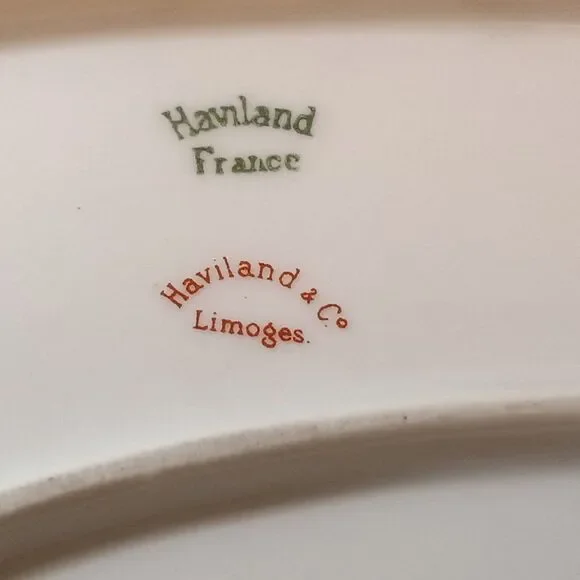 Haviland
France
Haviland & Co
Limoges.